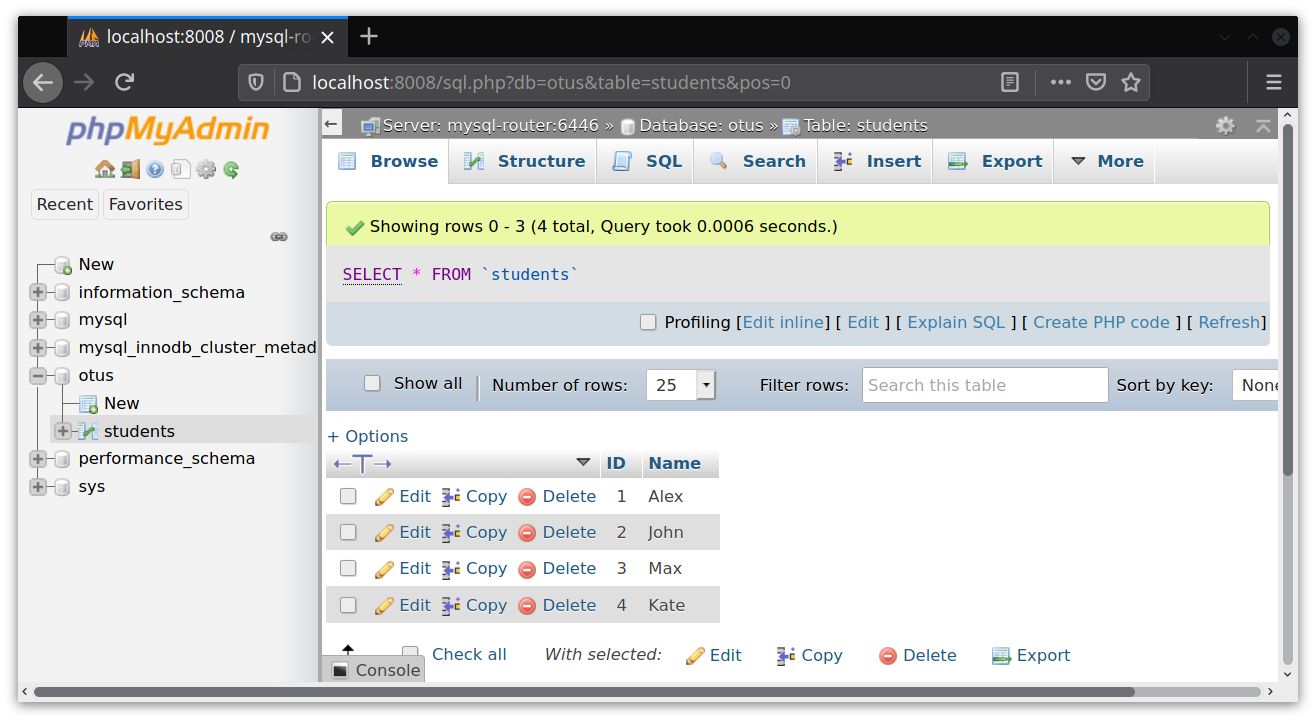 localhost:8008 / mysql-ro
localhost:8008/sql.php?db=otus&table=students&pos=0
phpMyAdmin
Recent Favorites
New
information_schema
mysql
mysql_innodb_cluster_metad
otus
New
students
performance_schema
sys
Server: mysql-router:6446 » Database: otus » Table: students
Browse Structure SQL Search Insert Export More
Showing rows 0 - 3 (4 total, Query took 0.0006 seconds.)
SELECT * FROM `students`
Profiling [Edit inline] [ Edit ] [ Explain SQL ] [ Create PHP code ] [ Refresh]
Show all Number of rows: 25 Filter rows: Search this table Sort by key: None
+ Options
←T→ ID Name
Edit Copy Delete 1 Alex
Edit Copy Delete 2 John
Edit Copy Delete 3 Max
Edit Copy Delete 4 Kate
Check all With selected: Edit Copy Delete Export
Console